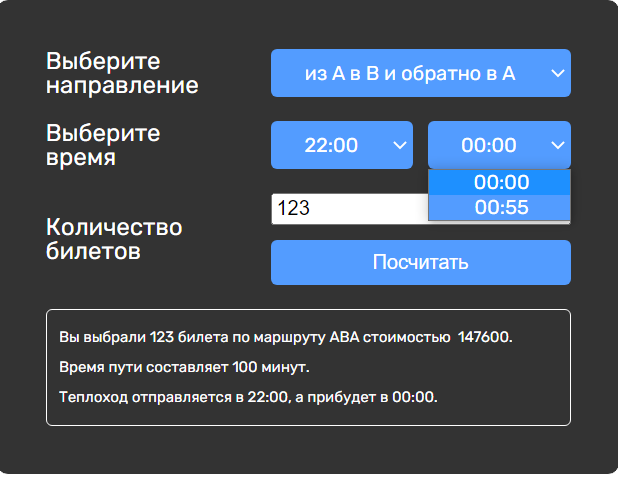 Выберите
направление
из А в В и обратно в А
Выберите
время
22:00
00:00
00:00
00:55
123
Количество
билетов
Посчитать
Вы выбрали 123 билета по маршруту АВА стоимостью 147600.
Время пути составляет 100 минут.
Теплоход отправляется в 22:00, а прибудет в 00:00.